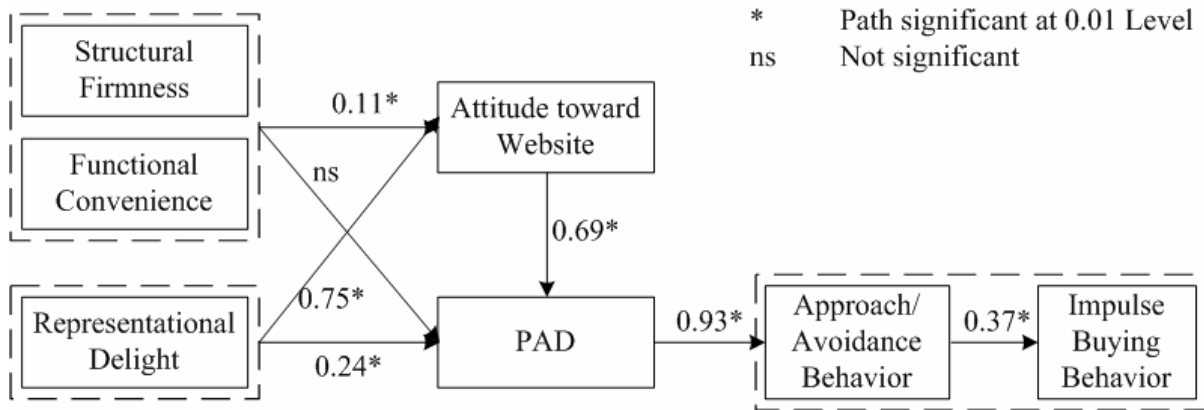 * Path significant at 0.01 Level
ns Not significant
Structural
Firmness
Functional
Convenience
0.11*
ns
Attitude toward
Website
0.69*
Representational
Delight
0.75*
0.24*
PAD
0.93*
Approach/
Avoidance
Behavior
0.37*
Impulse
Buying
Behavior